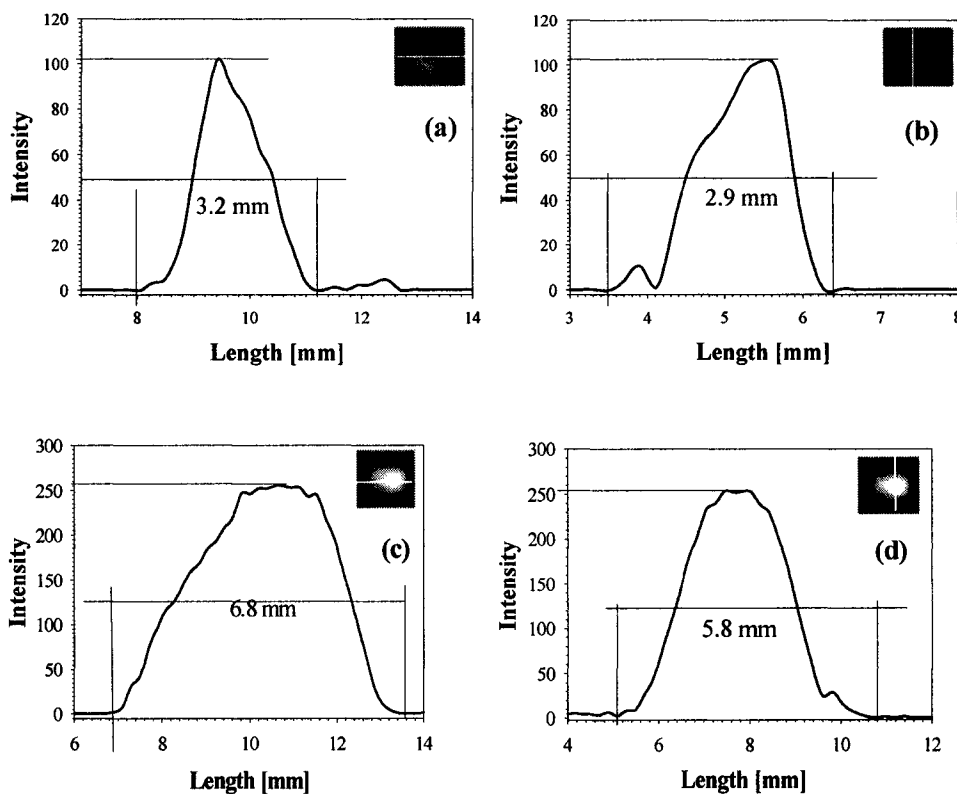 120
100
80
60
40
20
0
Intensity
(a)
3.2 mm
8 10 12 14
Length [mm]
120
100
80
60
40
20
0
Intensity
(b)
2.9 mm
3 4 5 6 7 8
Length [mm]
300
250
200
150
100
50
0
Intensity
(c)
6.8 mm
6 8 10 12 14
Length [mm]
300
250
200
150
100
50
0
Intensity
(d)
5.8 mm
4 6 8 10 12
Length [mm]